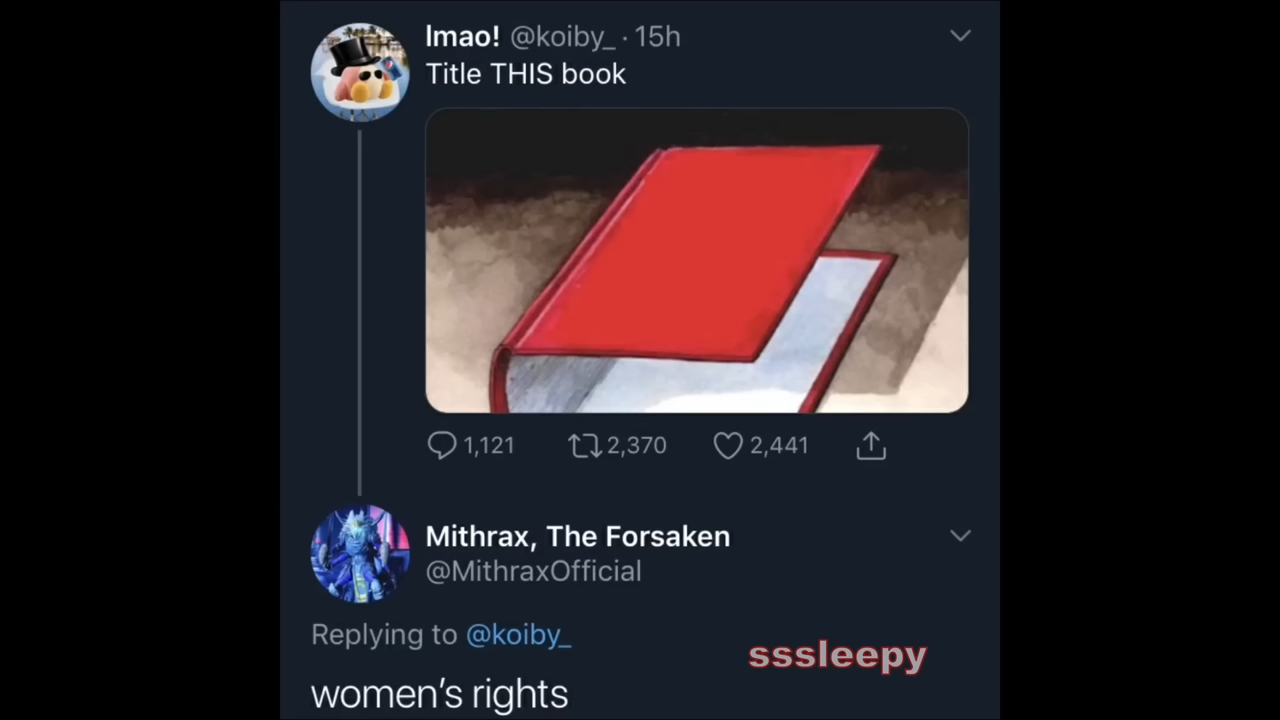 lmao! @koiby_ · 15h
Title THIS book
1,121 2,370 2,441
Mithrax, The Forsaken
@MithraxOfficial
Replying to @koiby_
sssleepy
women’s rights